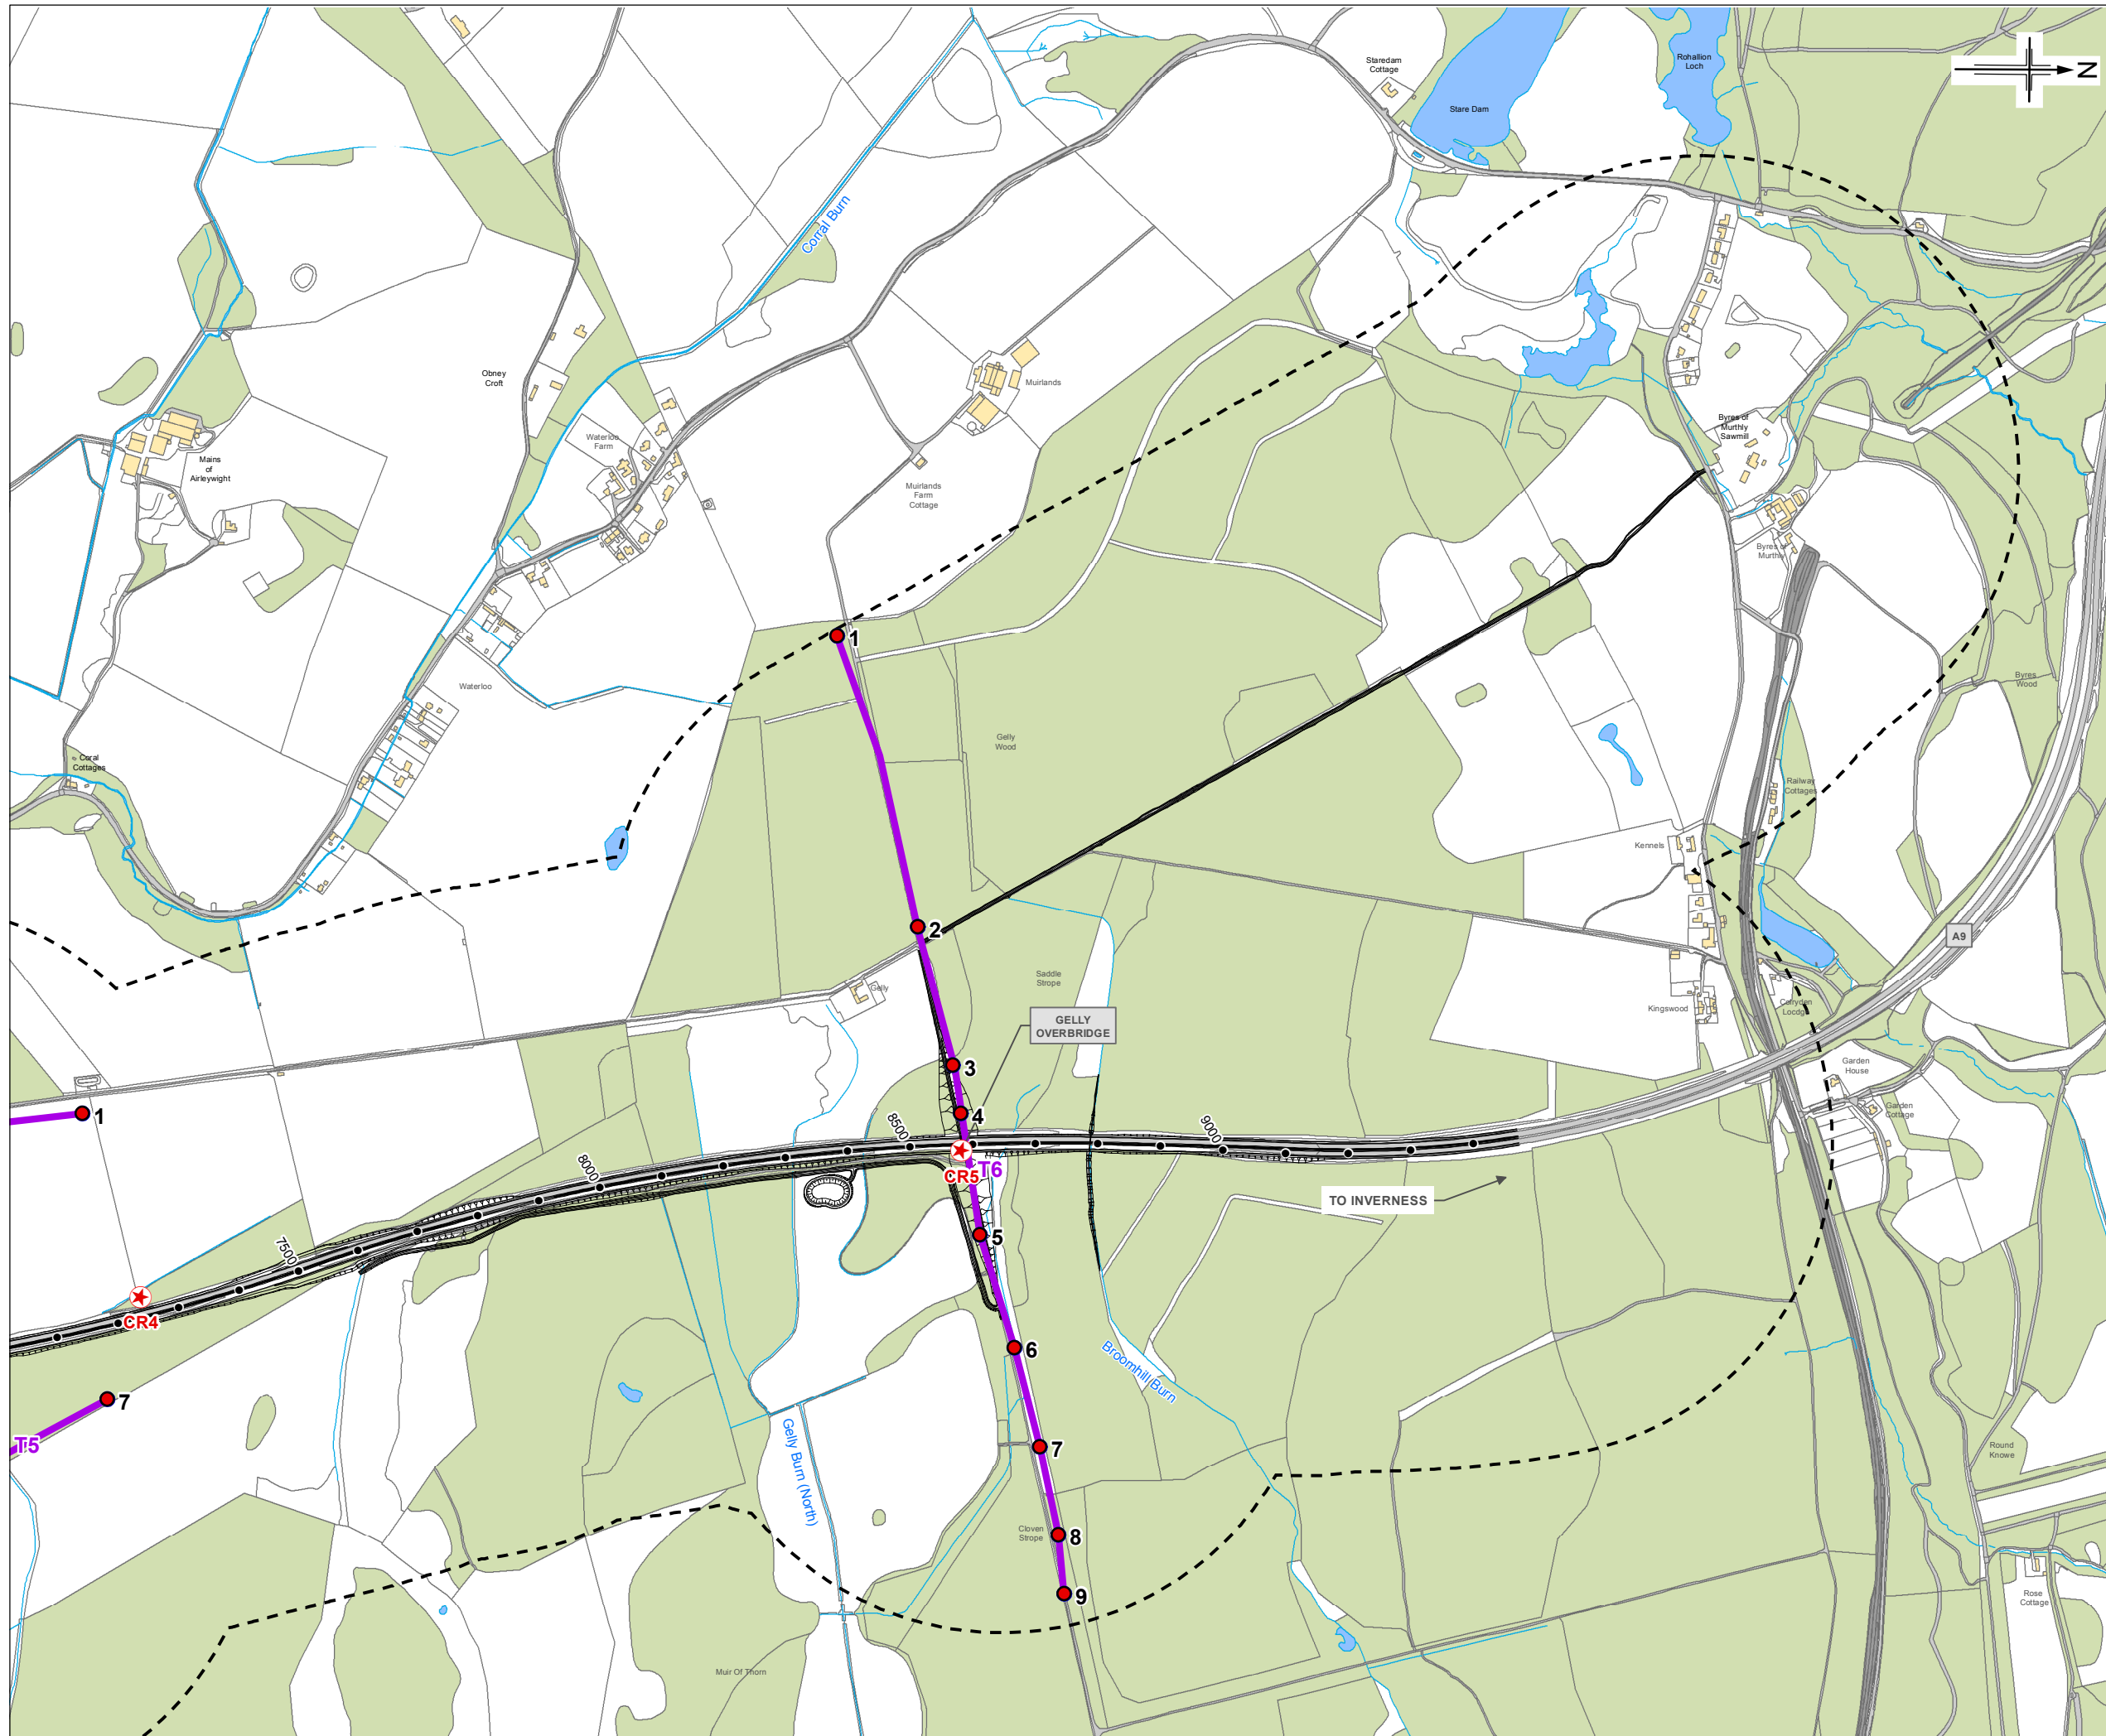 Staredam
Cottage
Rohallion
Loch
N
Stare Dam
Corral Burn
Obney
Croft
Muirlands
Waterloo
Farm
Mains
of
Airleywight
Muirlands
Farm
Cottage
Byres of
Murthly
Sawmill
Byres of
Murthly
1
Waterloo
Byres
Wood
Gelly
Wood
Coral
Cottages
Railway
Cottages
Kennels
2
A9
Saddle
Strope
Gelly
Kingswood
GELLY
OVERBRIDGE
3
Garden
House
1
4
Garden
Cottage
8500
9000
8000
T6
CR5
TO INVERNESS
5
7500
CR4
6
Broomhill Burn
7
T5
Gelly Burn (North)
7
Round
Knowe
8
Cloven
Strope
9
Rose
Cottage
Muir Of Thorn